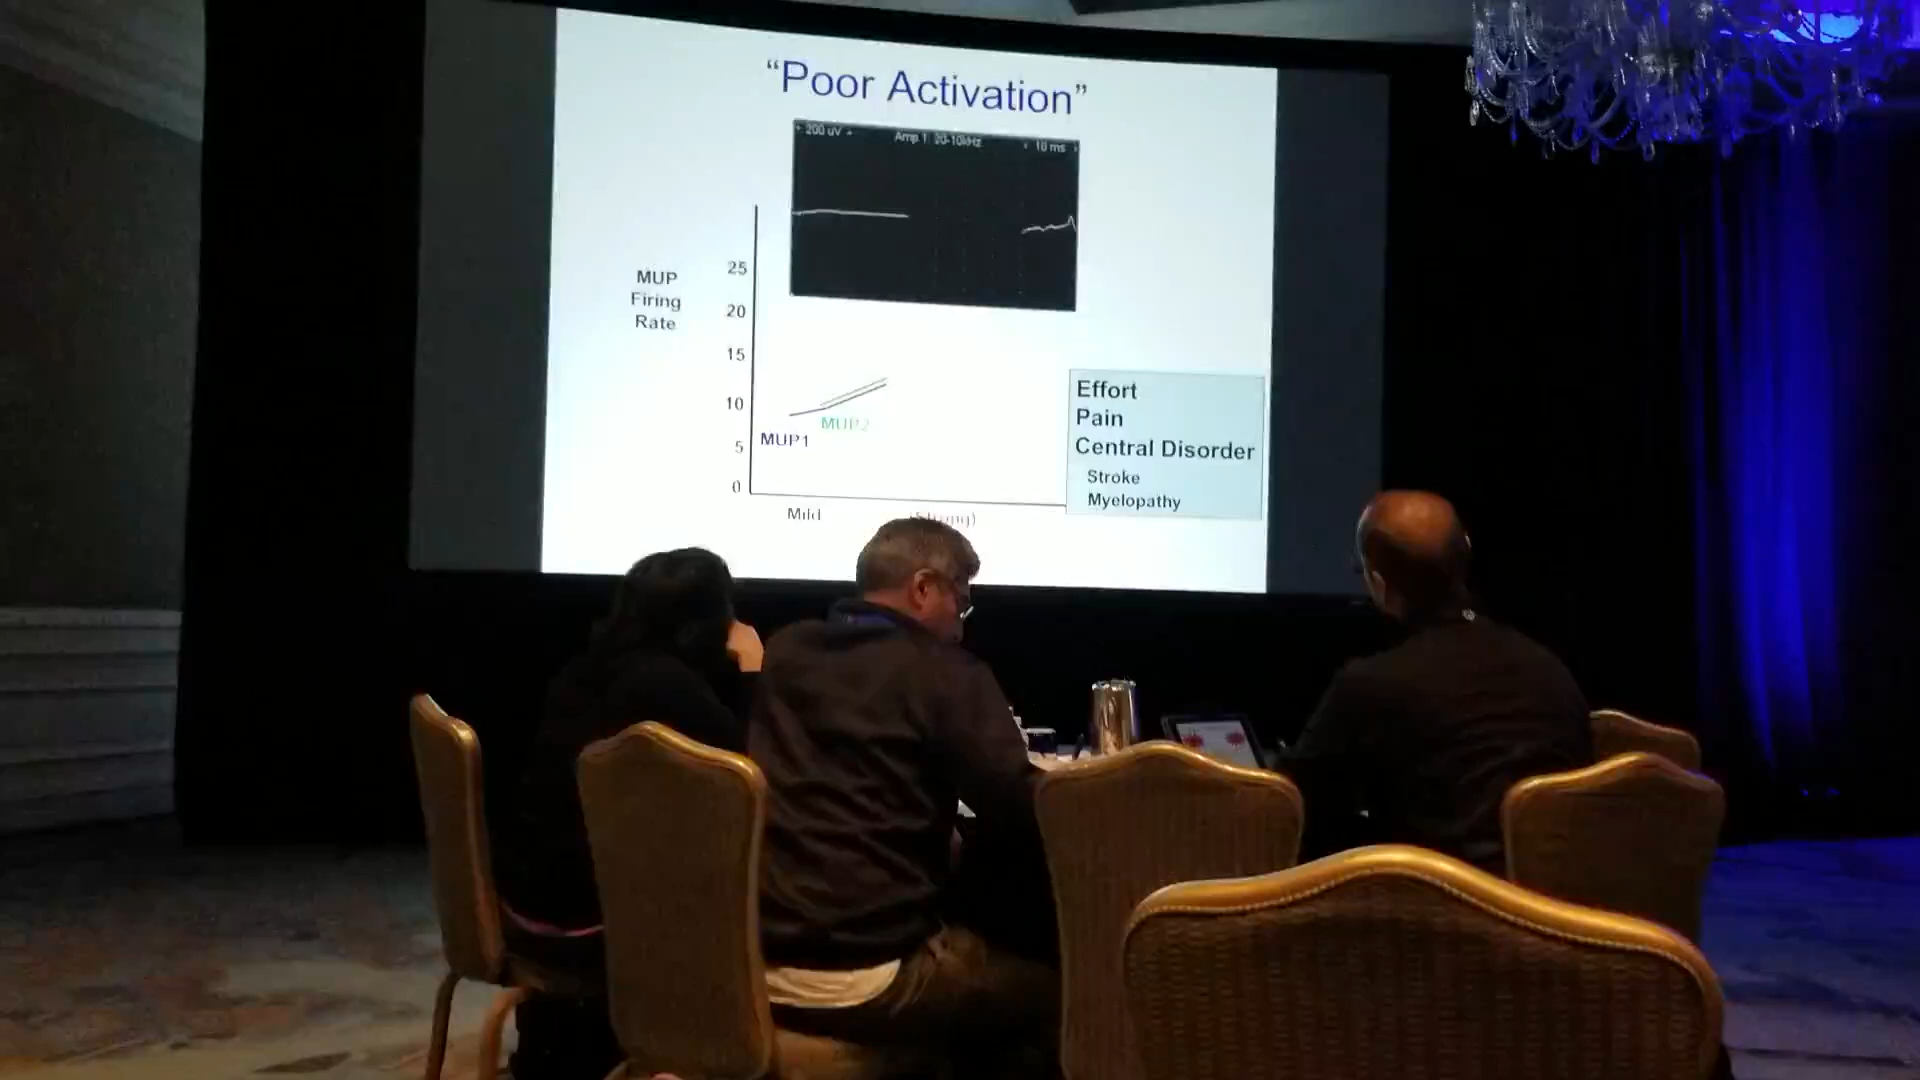 “Poor Activation”
200 uV
Amp 1: 20-10kHz
10 ms
MUP
Firing
Rate
25
20
15
10
5
0
MUP1
MUP2
Mild
(Strong)
Effort
Pain
Central Disorder
Stroke
Myelopathy